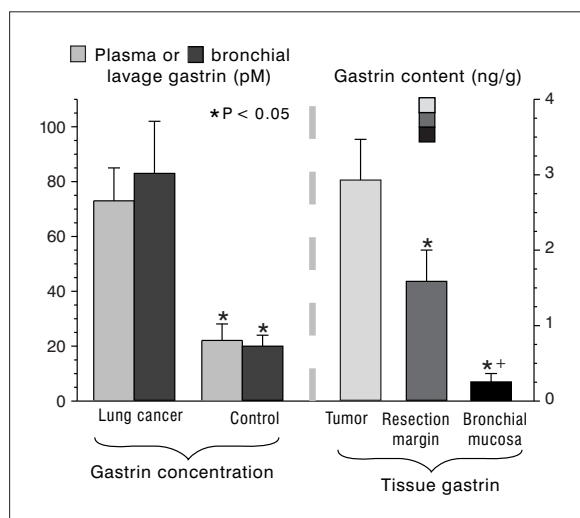 Plasma or bronchial
lavage gastrin (pM)
Gastrin content (ng/g)
*P < 0.05
100
80
60
40
20
0
4
3
2
1
0
*
*
*
*+
Lung cancer
Control
Tumor
Resection
margin
Bronchial
mucosa
Gastrin concentration
Tissue gastrin